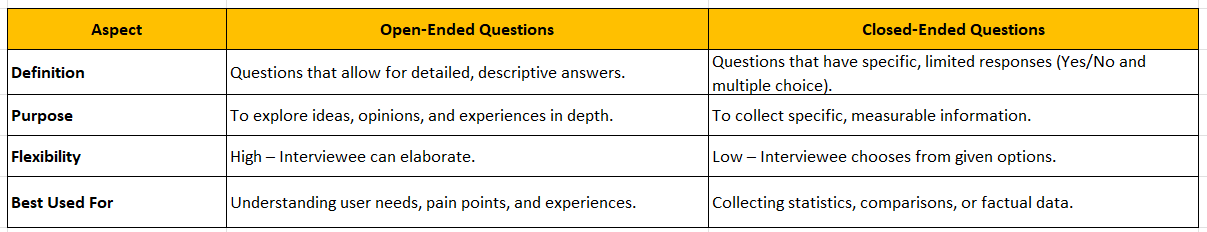 Aspect Open-Ended Questions Closed-Ended Questions
Definition Questions that allow for detailed, descriptive answers. Questions that have specific, limited responses (Yes/No and
multiple choice).
Purpose To explore ideas, opinions, and experiences in depth. To collect specific, measurable information.
Flexibility High – Interviewee can elaborate. Low – Interviewee chooses from given options.
Best Used For Understanding user needs, pain points, and experiences. Collecting statistics, comparisons, or factual data.